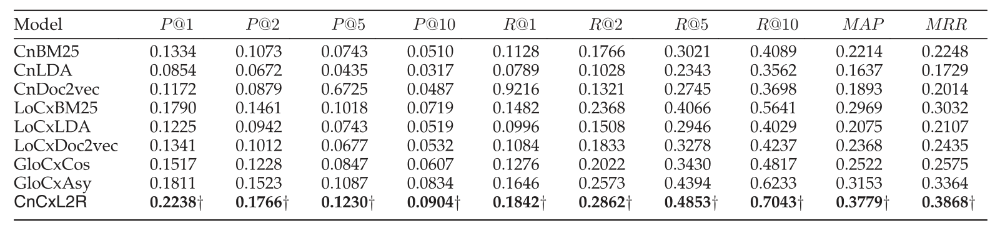 Model P@1 P@2 P@5 P@10 R@1 R@2 R@5 R@10 MAP MRR
CnBM25 0.1334 0.1073 0.0743 0.0510 0.1128 0.1766 0.3021 0.4089 0.2214 0.2248
CnLDA 0.0854 0.0672 0.0435 0.0317 0.0789 0.1028 0.2343 0.3562 0.1637 0.1729
CnDoc2vec 0.1172 0.0879 0.6725 0.0487 0.9216 0.1321 0.2745 0.3698 0.1893 0.2014
LoCxBM25 0.1790 0.1461 0.1018 0.0719 0.1482 0.2368 0.4066 0.5641 0.2969 0.3032
LoCxLDA 0.1225 0.0942 0.0743 0.0519 0.0996 0.1508 0.2946 0.4029 0.2075 0.2107
LoCxDoc2vec 0.1341 0.1012 0.0677 0.0532 0.1084 0.1833 0.3278 0.4237 0.2368 0.2435
GloCxCos 0.1517 0.1228 0.0847 0.0607 0.1276 0.2022 0.3430 0.4817 0.2522 0.2575
GloCxAsy 0.1811 0.1523 0.1087 0.0834 0.1646 0.2573 0.4394 0.6233 0.3153 0.3364
CnCxL2R 0.2238† 0.1766† 0.1230† 0.0904† 0.1842† 0.2862† 0.4853† 0.7043† 0.3779† 0.3868†